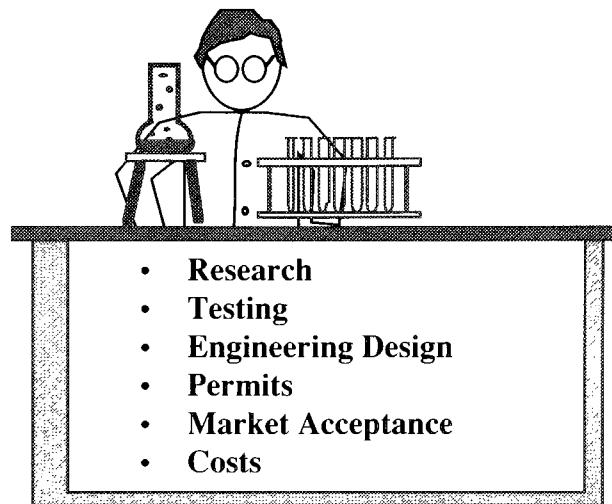 • Research
• Testing
• Engineering Design
• Permits
• Market Acceptance
• Costs